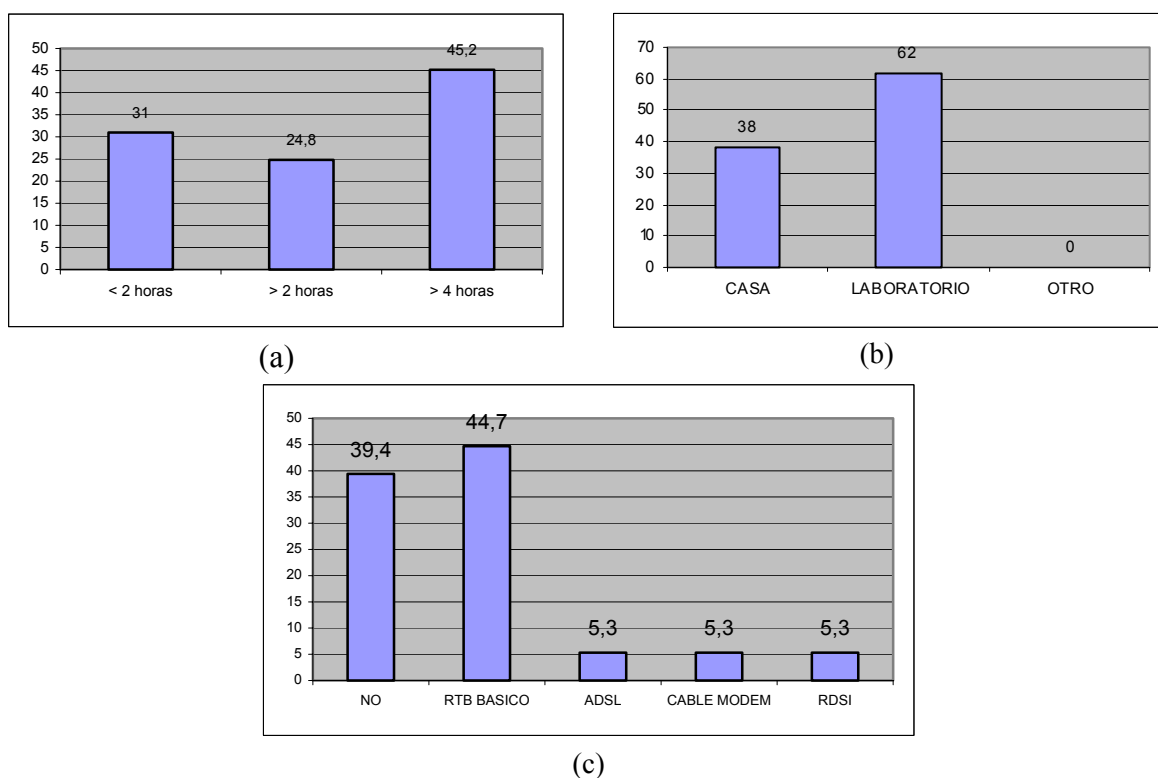 50
45
40
35
30
25
20
15
10
5
0
31
24,8
45,2
< 2 horas
> 2 horas
> 4 horas
(a)
70
60
50
40
30
20
10
0
38
62
0
CASA
LABORATORIO
OTRO
(b)
50
45
40
35
30
25
20
15
10
5
0
39,4
44,7
5,3
5,3
5,3
NO
RTB BASICO
ADSL
CABLE MODEM
RDSI
(c)